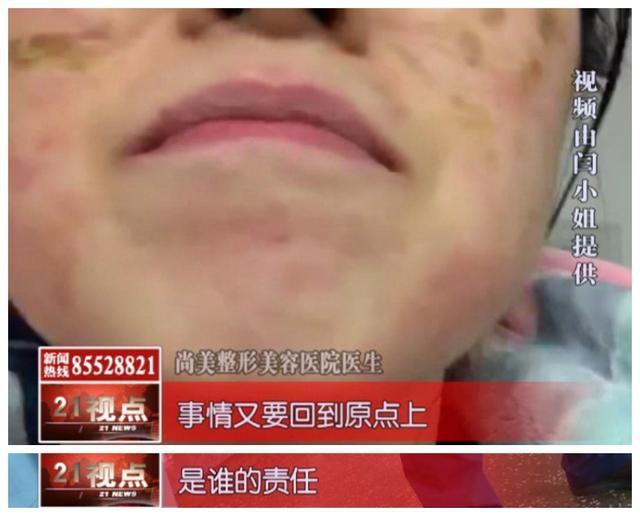 视频由闫小姐提供
新闻热线85528821
尚美整形美容医院医生
21视点
21 NEWS
事情又要回到原点上
21视点
21 NEWS
是谁的责任